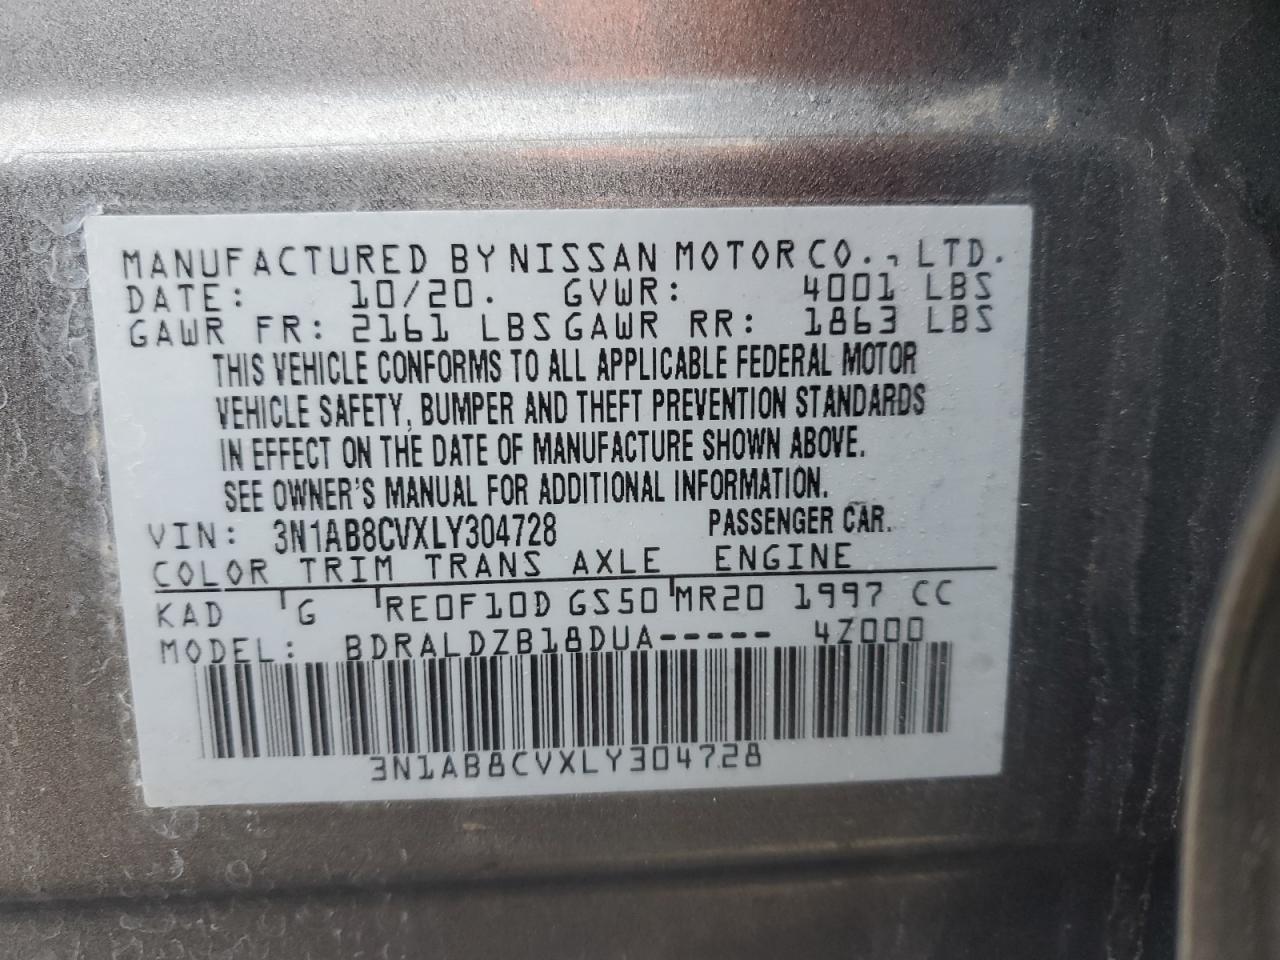 MANUFACTURED BY NISSAN MOTOR CO., LTD.
DATE: 10/20. GVWR: 4001 LBS
GAWR FR: 2161 LBS GAWR RR: 1863 LBS
THIS VEHICLE CONFORMS TO ALL APPLICABLE FEDERAL MOTOR
VEHICLE SAFETY, BUMPER AND THEFT PREVENTION STANDARDS
IN EFFECT ON THE DATE OF MANUFACTURE SHOWN ABOVE.
SEE OWNER'S MANUAL FOR ADDITIONAL INFORMATION.
VIN: 3N1AB8CVXLY304728 PASSENGER CAR.
COLOR TRIM TRANS AXLE ENGINE
KAD G RE0F10D GS50 MR20 1997 CC
MODEL: BDRALDZB18DUA----- 4Z000
3N1AB8CVXLY304728